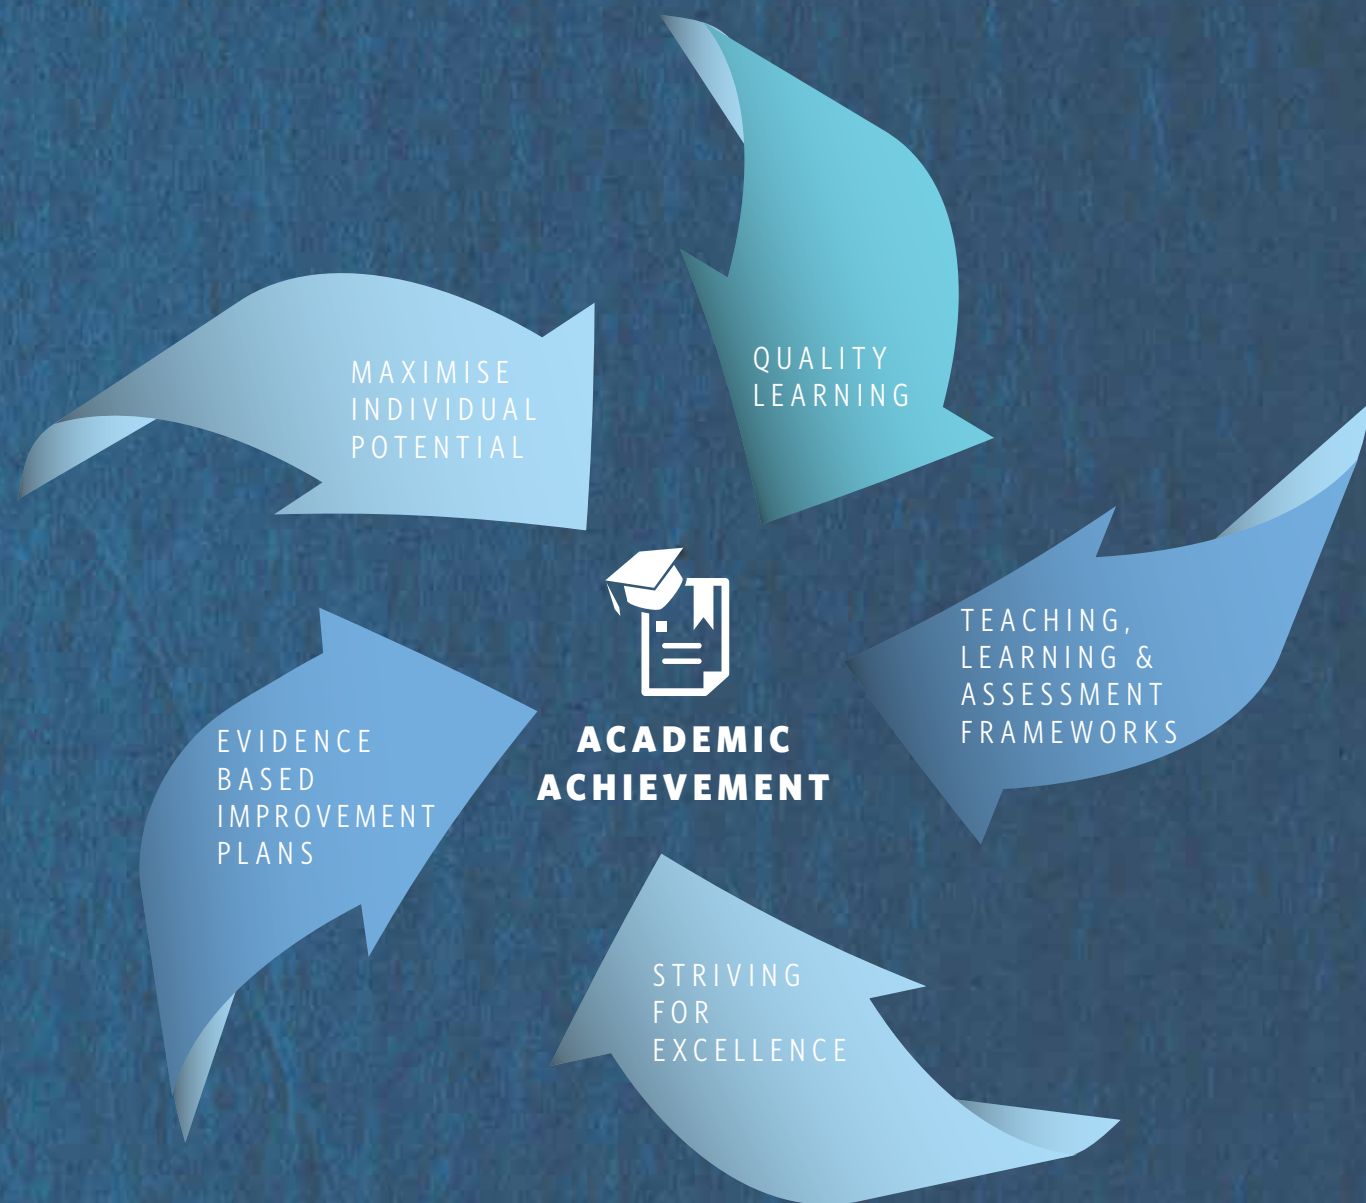 QUALITY
LEARNING
MAXIMISE
INDIVIDUAL
POTENTIAL
TEACHING,
LEARNING &
ASSESSMENT
FRAMEWORKS
ACADEMIC
ACHIEVEMENT
EVIDENCE
BASED
IMPROVEMENT
PLANS
STRIVING
FOR
EXCELLENCE